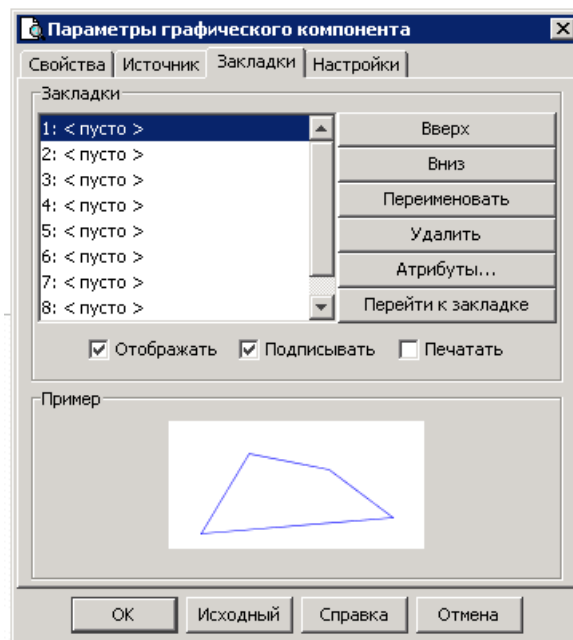 Параметры графического компонента
Свойства Источник Закладки Настройки
Закладки
1: < пусто >
2: < пусто >
3: < пусто >
4: < пусто >
5: < пусто >
6: < пусто >
7: < пусто >
8: < пусто >
Вверх
Вниз
Переименовать
Удалить
Атрибуты...
Перейти к закладке
Отображать Подписывать Печатать
Пример
ОК Исходный Справка Отмена